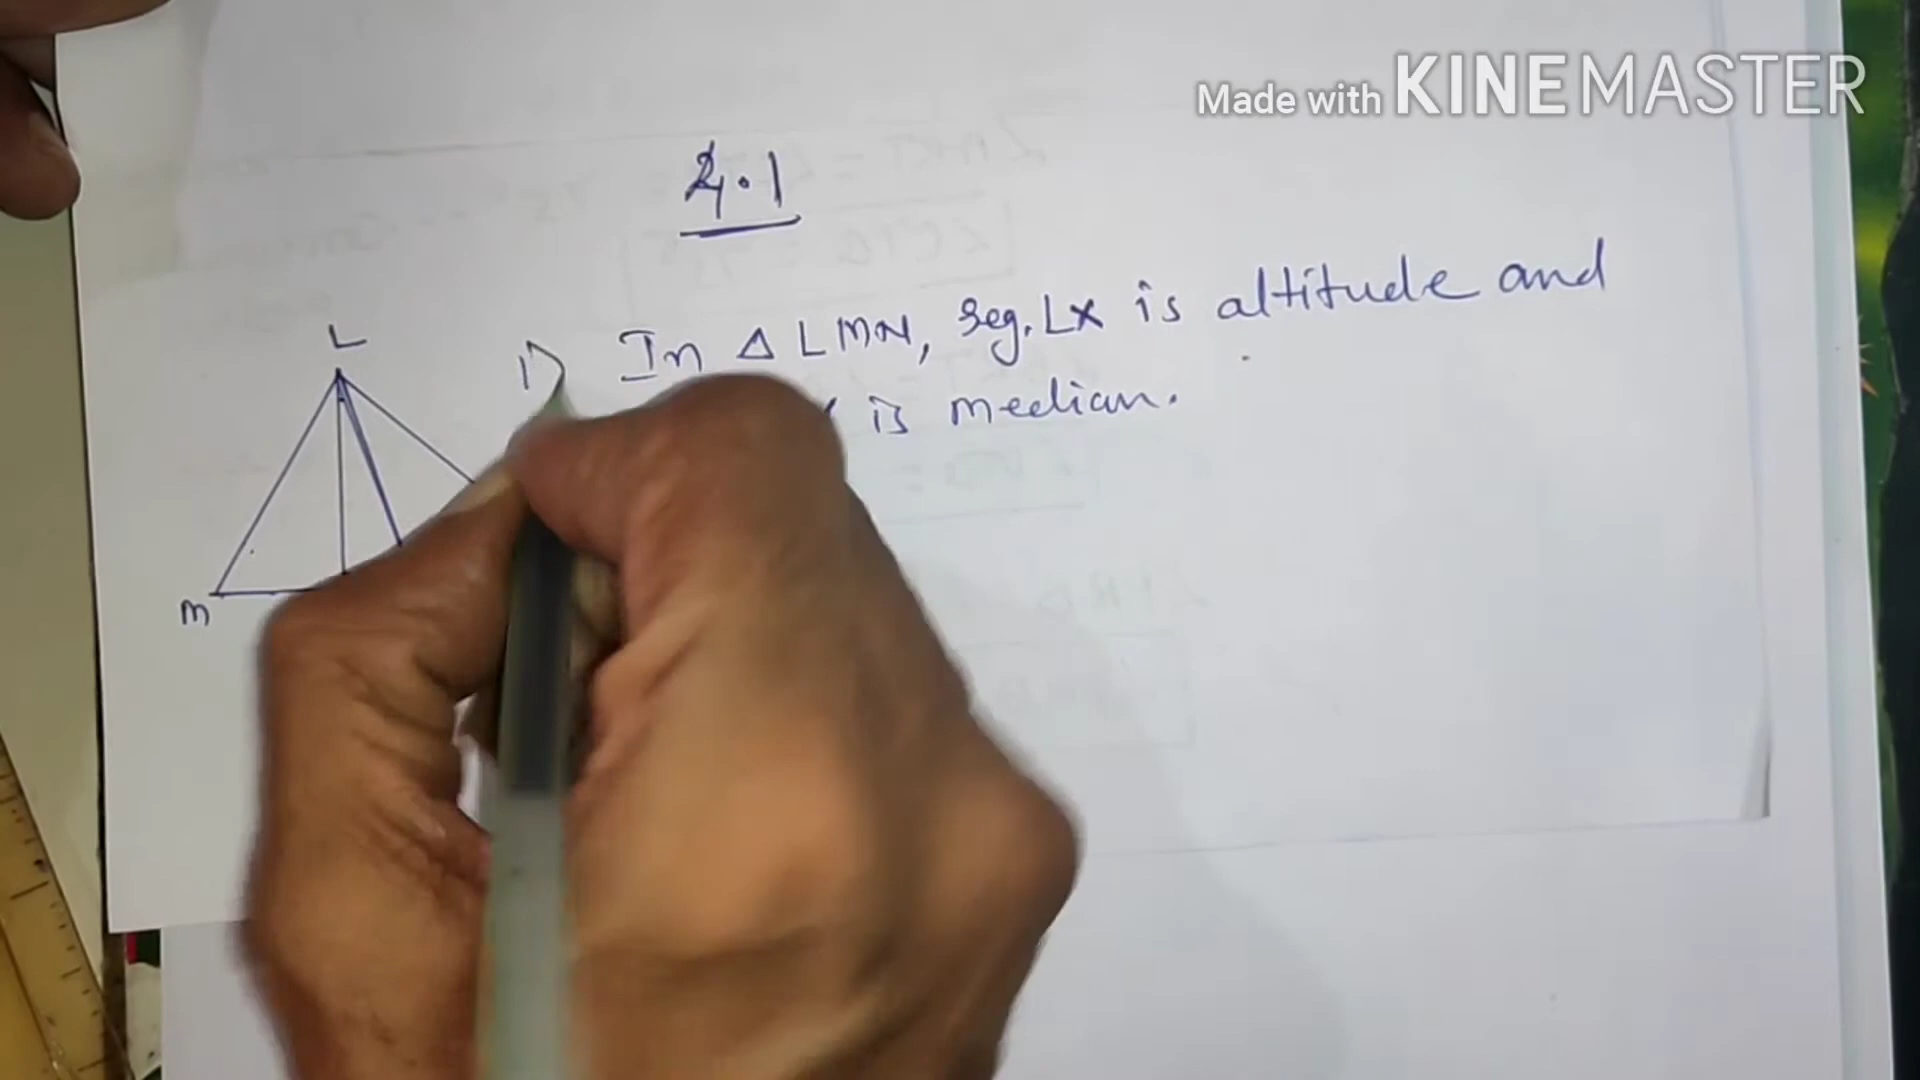 Made with KINEMASTER
4.1
L
1) In △ LMN, seg. LX is altitude and
is median.
M